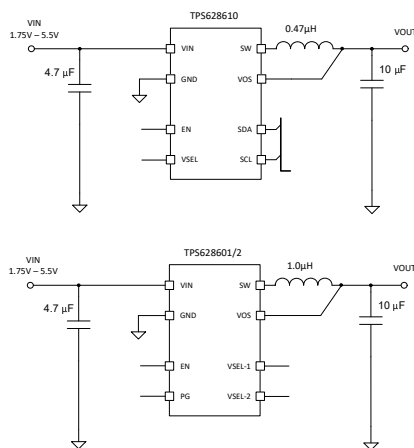 TPS628610
VIN
1.75V – 5.5V
0.47µH
VOUT
VIN
SW
4.7 µF
GND
VOS
10 µF
EN
SDA
VSEL
SCL
TPS628601/2
VIN
1.75V – 5.5V
1.0µH
VOUT
VIN
SW
4.7 µF
GND
VOS
10 µF
EN
VSEL-1
PG
VSEL-2